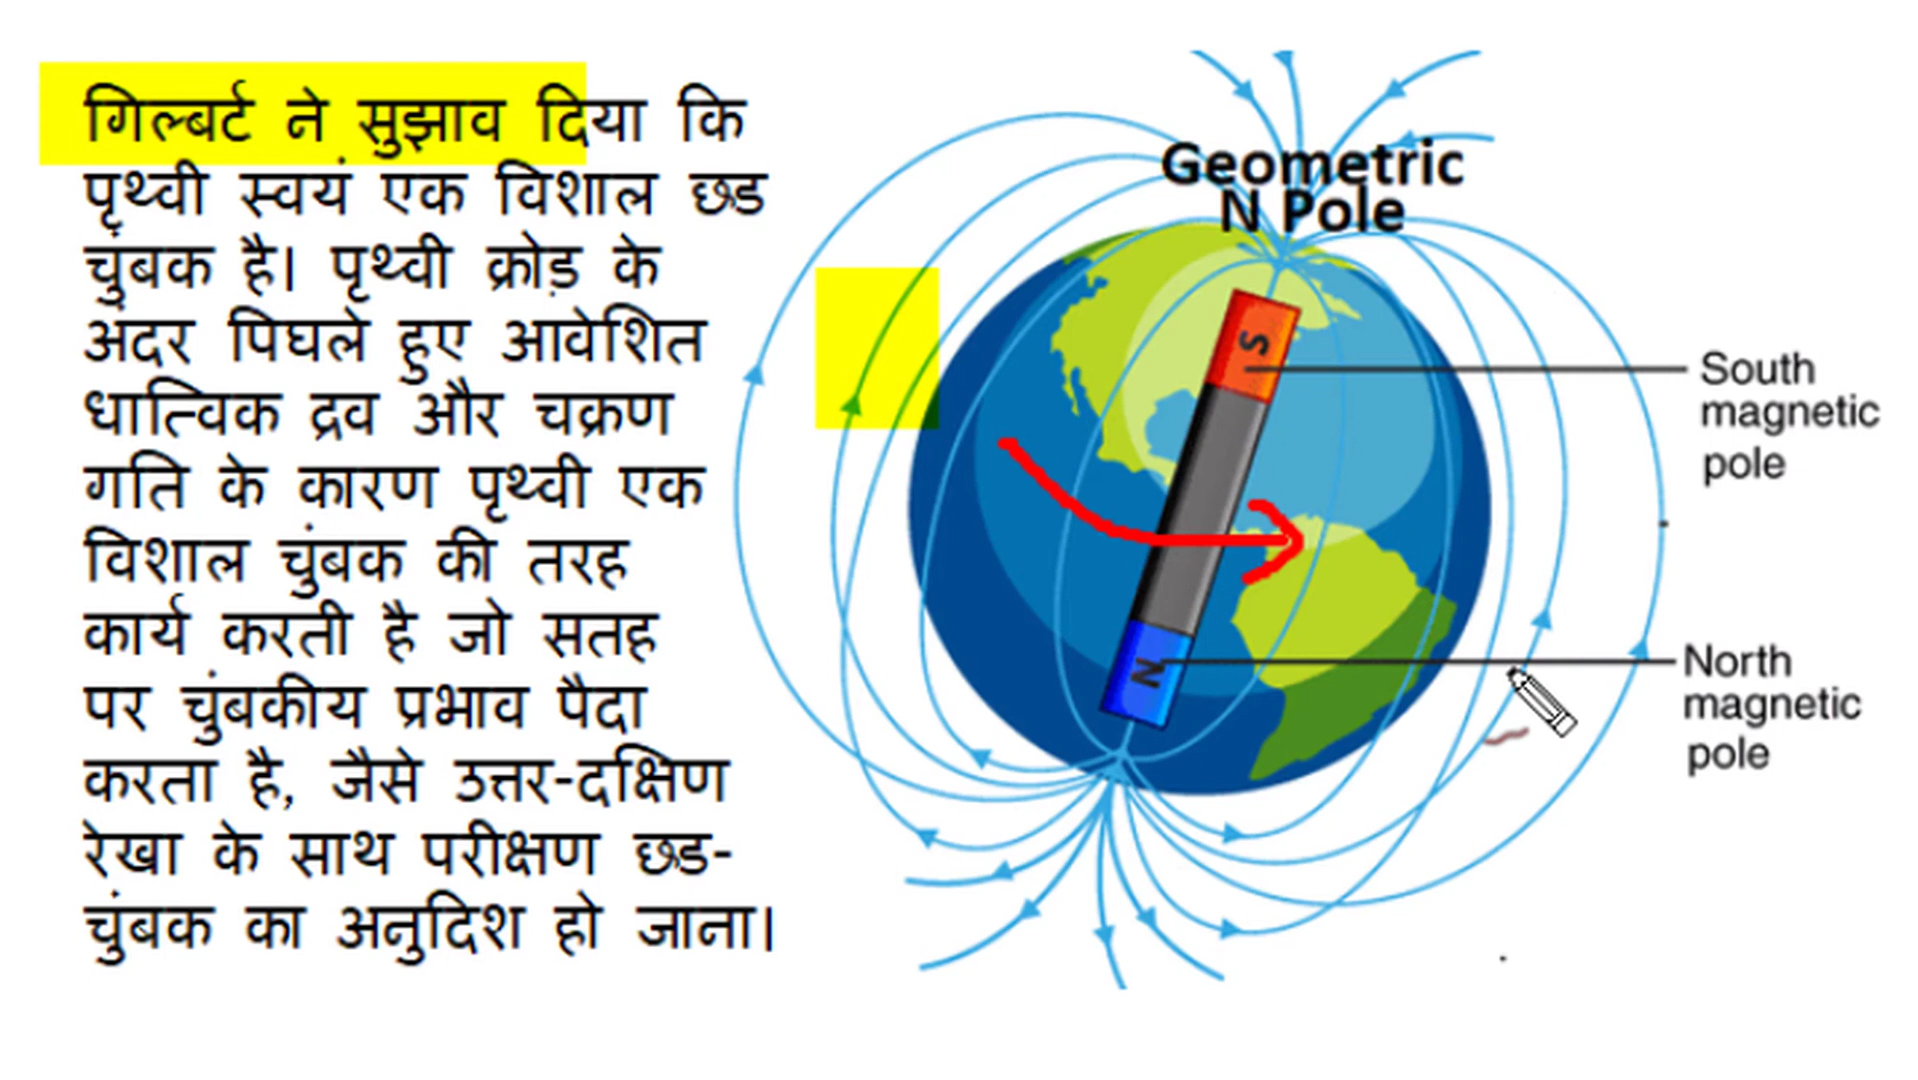 गिल्बर्ट ने सुझाव दिया कि
पृथ्वी स्वयं एक विशाल छड
चुंबक है। पृथ्वी क्रोड़ के
अंदर पिघले हुए आवेशित
धात्विक द्रव और चक्रण
गति के कारण पृथ्वी एक
विशाल चुंबक की तरह
कार्य करती है जो सतह
पर चुंबकीय प्रभाव पैदा
करता है, जैसे उत्तर-दक्षिण
रेखा के साथ परीक्षण छड-
चुंबक का अनुदिश हो जाना।
Geometric
N Pole
S
South
magnetic
pole
N
North
magnetic
pole